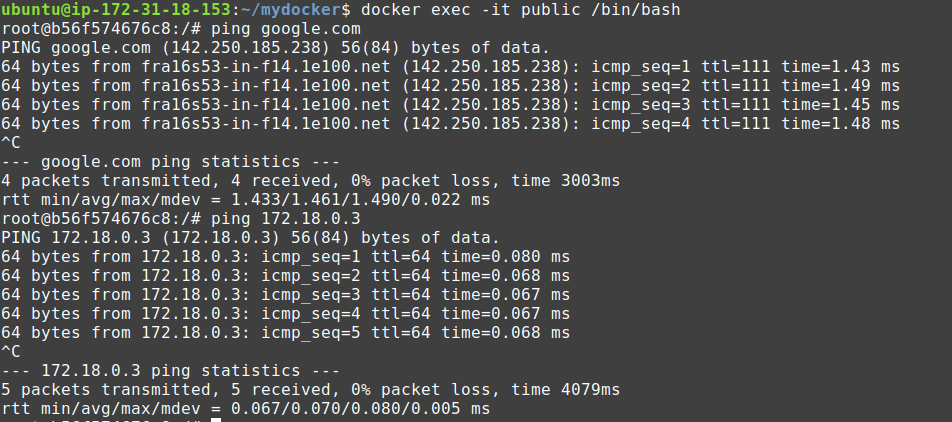 ubuntu@ip-172-31-18-153:~/mydocker$ docker exec -it public /bin/bash
root@b56f574676c8:/# ping google.com
PING google.com (142.250.185.238) 56(84) bytes of data.
64 bytes from fra16s53-in-f14.1e100.net (142.250.185.238): icmp_seq=1 ttl=111 time=1.43 ms
64 bytes from fra16s53-in-f14.1e100.net (142.250.185.238): icmp_seq=2 ttl=111 time=1.49 ms
64 bytes from fra16s53-in-f14.1e100.net (142.250.185.238): icmp_seq=3 ttl=111 time=1.45 ms
64 bytes from fra16s53-in-f14.1e100.net (142.250.185.238): icmp_seq=4 ttl=111 time=1.48 ms
^C
--- google.com ping statistics ---
4 packets transmitted, 4 received, 0% packet loss, time 3003ms
rtt min/avg/max/mdev = 1.433/1.461/1.490/0.022 ms
root@b56f574676c8:/# ping 172.18.0.3
PING 172.18.0.3 (172.18.0.3) 56(84) bytes of data.
64 bytes from 172.18.0.3: icmp_seq=1 ttl=64 time=0.080 ms
64 bytes from 172.18.0.3: icmp_seq=2 ttl=64 time=0.068 ms
64 bytes from 172.18.0.3: icmp_seq=3 ttl=64 time=0.067 ms
64 bytes from 172.18.0.3: icmp_seq=4 ttl=64 time=0.067 ms
64 bytes from 172.18.0.3: icmp_seq=5 ttl=64 time=0.068 ms
^C
--- 172.18.0.3 ping statistics ---
5 packets transmitted, 5 received, 0% packet loss, time 4079ms
rtt min/avg/max/mdev = 0.067/0.070/0.080/0.005 ms